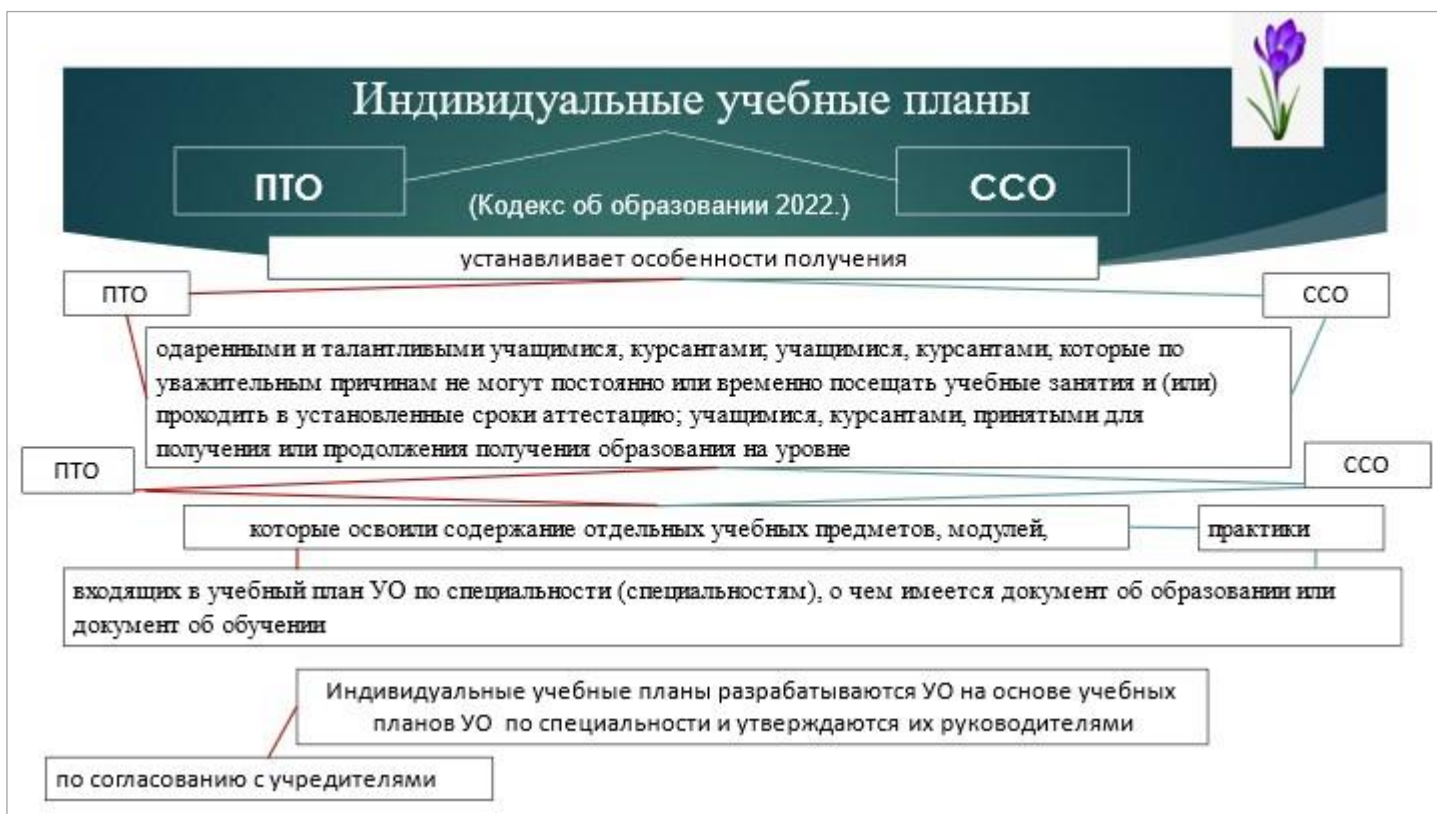 Индивидуальные учебные планы
ПТО
ССО
(Кодекс об образовании 2022.)
устанавливает особенности получения
ПТО
ССО
одаренными и талантливыми учащимися, курсантами; учащимися, курсантами, которые по
уважительным причинам не могут постоянно или временно посещать учебные занятия и (или)
проходить в установленные сроки аттестацию; учащимися, курсантами, принятыми для
получения или продолжения получения образования на уровне
ПТО
ССО
которые освоили содержание отдельных учебных предметов, модулей,
практики
входящих в учебный план УО по специальности (специальностям), о чем имеется документ об образовании или
документ об обучении
Индивидуальные учебные планы разрабатываются УО на основе учебных
планов УО по специальности и утверждаются их руководителями
по согласованию с учредителями